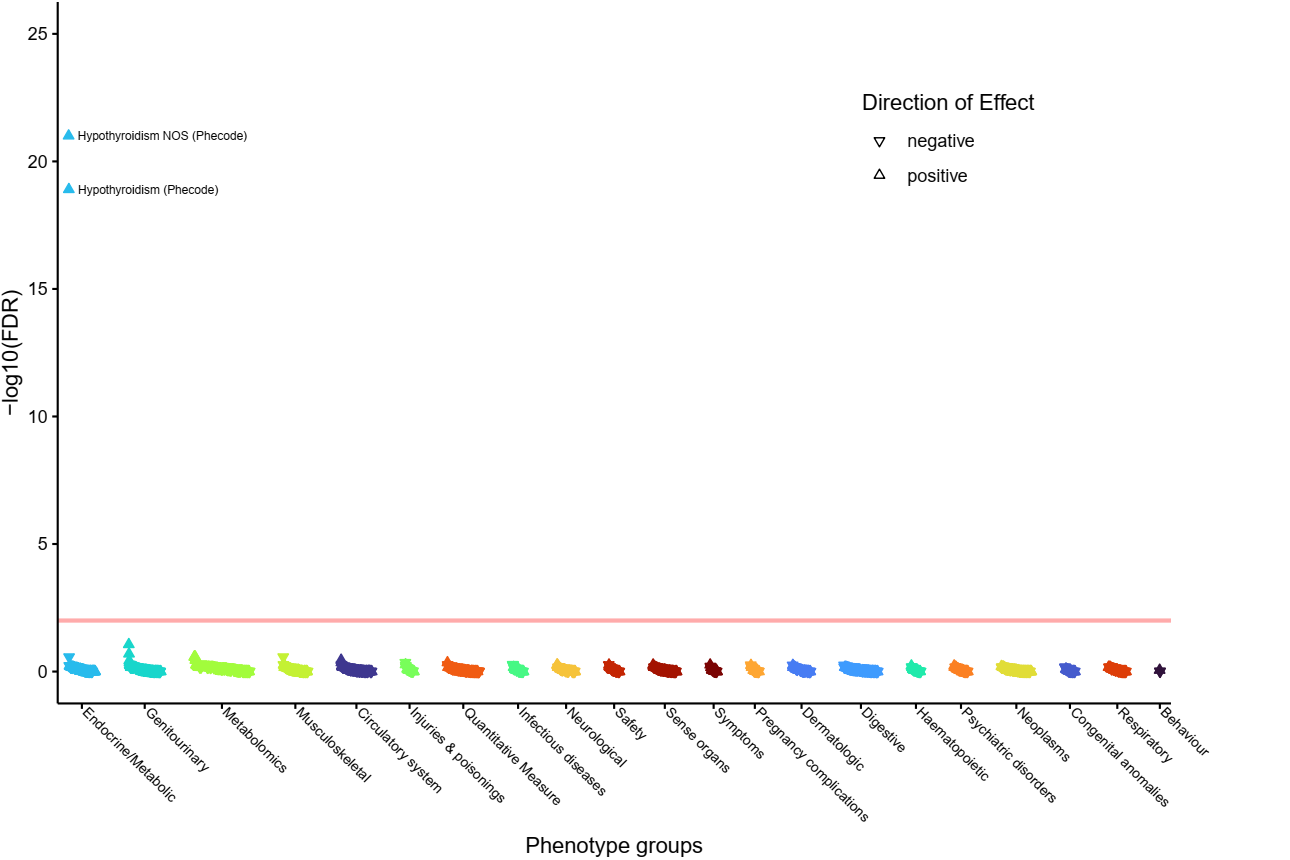 25
20
15
10
5
0
−log10(FDR)
Hypothyroidism NOS (Phecode)
Hypothyroidism (Phecode)
Direction of Effect
negative
positive
Endocrine/Metabolic
Genitourinary
Metabolomics
Musculoskeletal
Circulatory system
Injuries & poisonings
Quantitative Measure
Infectious diseases
Neurological
Safety
Sense organs
Symptoms
Pregnancy complications
Dermatologic
Digestive
Haematopoietic
Psychiatric disorders
Neoplasms
Congenital anomalies
Respiratory
Behaviour
Phenotype groups